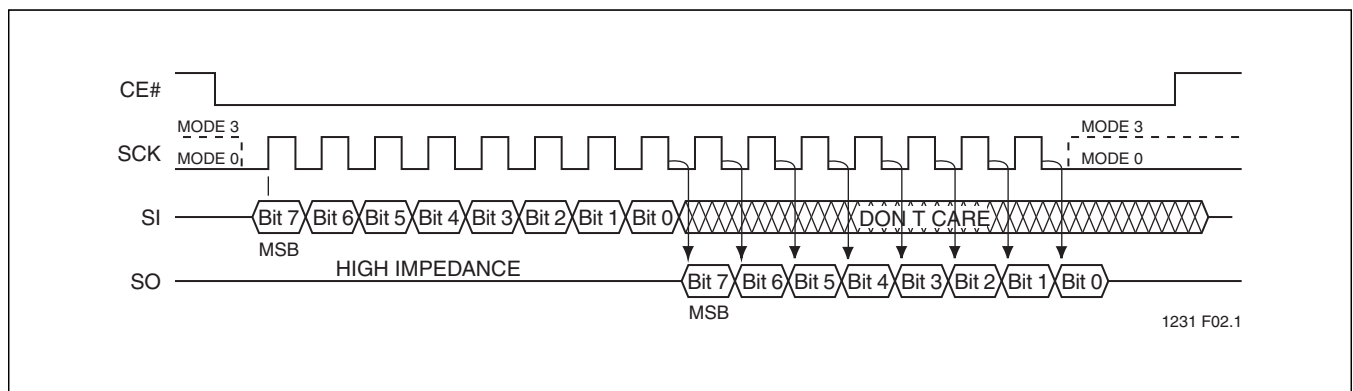 CE#
MODE 3 MODE 3
SCK MODE 0 MODE 0
SI Bit 7 Bit 6 Bit 5 Bit 4 Bit 3 Bit 2 Bit 1 Bit 0 DON T CARE
MSB
HIGH IMPEDANCE
SO Bit 7 Bit 6 Bit 5 Bit 4 Bit 3 Bit 2 Bit 1 Bit 0
MSB
1231 F02.1